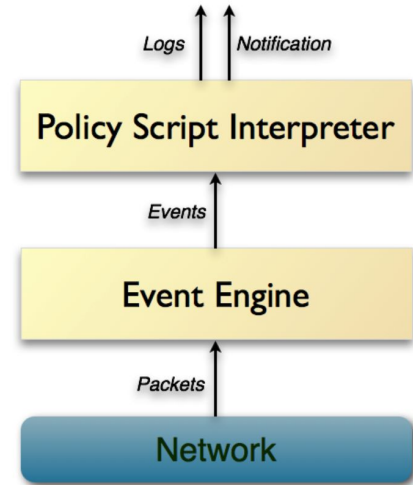 Logs Notification
Policy Script Interpreter
Events
Event Engine
Packets
Network